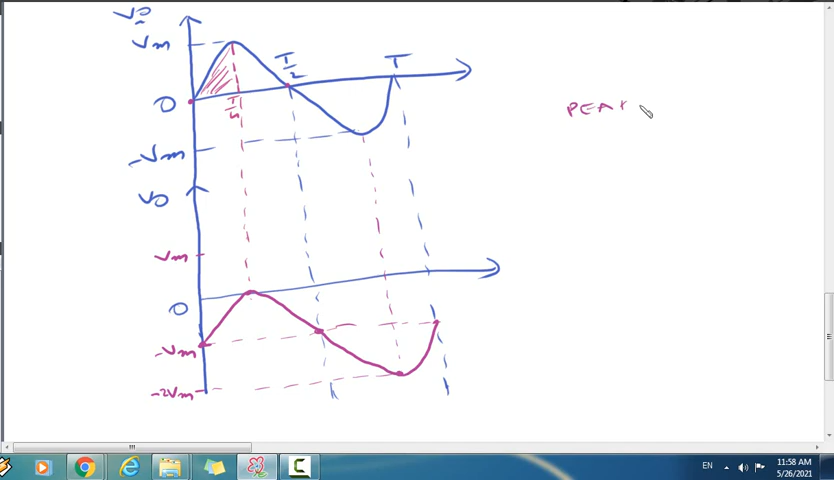 Vi
Vm
T/2
T
0
T/4
PEAK
-Vm
Vo
Vm
0
-Vm
-2Vm
EN
11:58 AM
5/26/2021